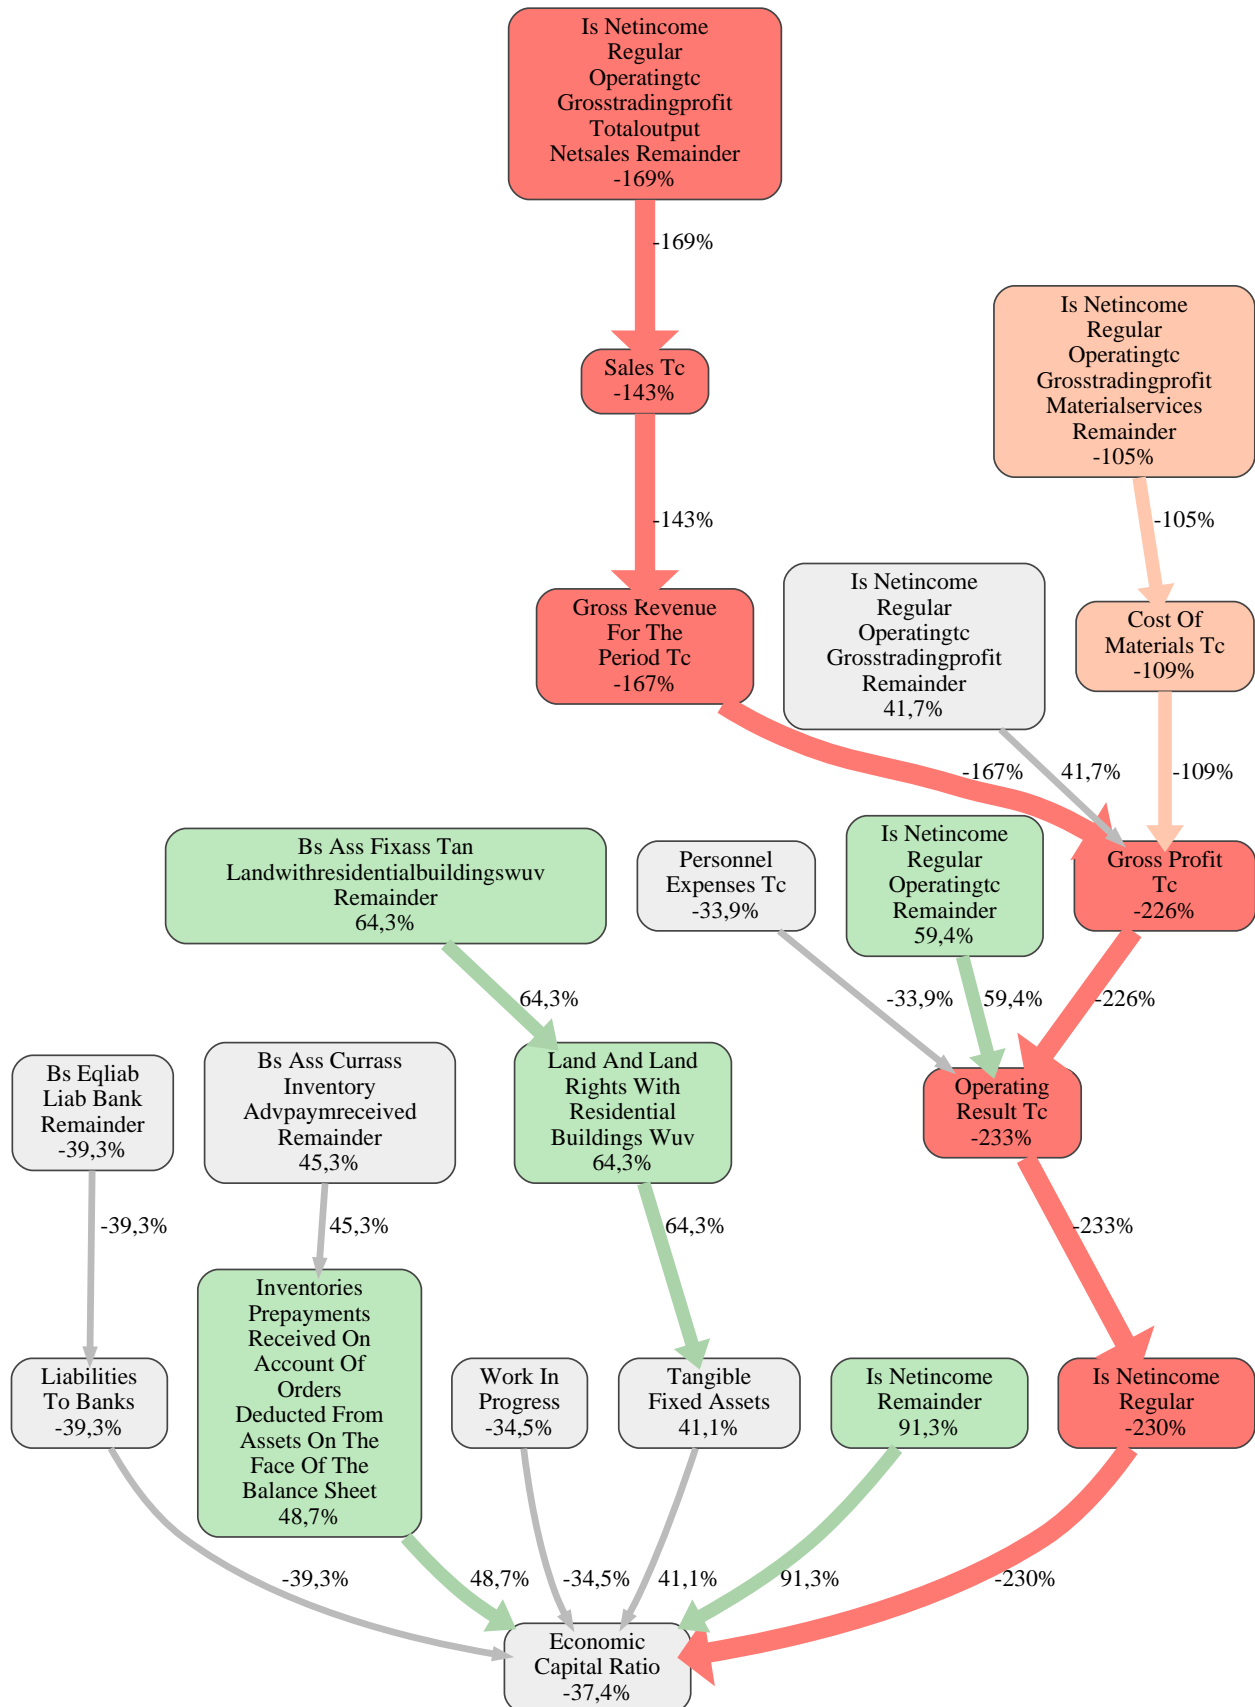 Is Netincome
Regular
Operatingtc
Grosstradingprofit
Totaloutput
Netsales Remainder
-169%
-169%
Is Netincome
Regular
Operatingtc
Grosstradingprofit
Materialservices
Remainder
-105%
Sales Tc
-143%
-143%
-105%
Is Netincome
Regular
Operatingtc
Grosstradingprofit
Remainder
41,7%
Gross Revenue
For The
Period Tc
-167%
Cost Of
Materials Tc
-109%
-167%
41,7%
-109%
Bs Ass Fixass Tan
Landwithresidentialbuildingswuv
Remainder
64,3%
Personnel
Expenses Tc
-33,9%
Is Netincome
Regular
Operatingtc
Remainder
59,4%
Gross Profit
Tc
-226%
64,3%
-33,9%
59,4%
-226%
Bs Eqliab
Liab Bank
Remainder
-39,3%
Bs Ass Currass
Inventory
Advpaymreceived
Remainder
45,3%
Land And Land
Rights With
Residential
Buildings Wuv
64,3%
Operating
Result Tc
-233%
-39,3%
45,3%
64,3%
-233%
Liabilities
To Banks
-39,3%
Inventories
Prepayments
Received On
Account Of
Orders
Deducted From
Assets On The
Face Of The
Balance Sheet
48,7%
Work In
Progress
-34,5%
Tangible
Fixed Assets
41,1%
Is Netincome
Remainder
91,3%
Is Netincome
Regular
-230%
-39,3%
48,7%
-34,5%
41,1%
91,3%
-230%
Economic
Capital Ratio
-37,4%